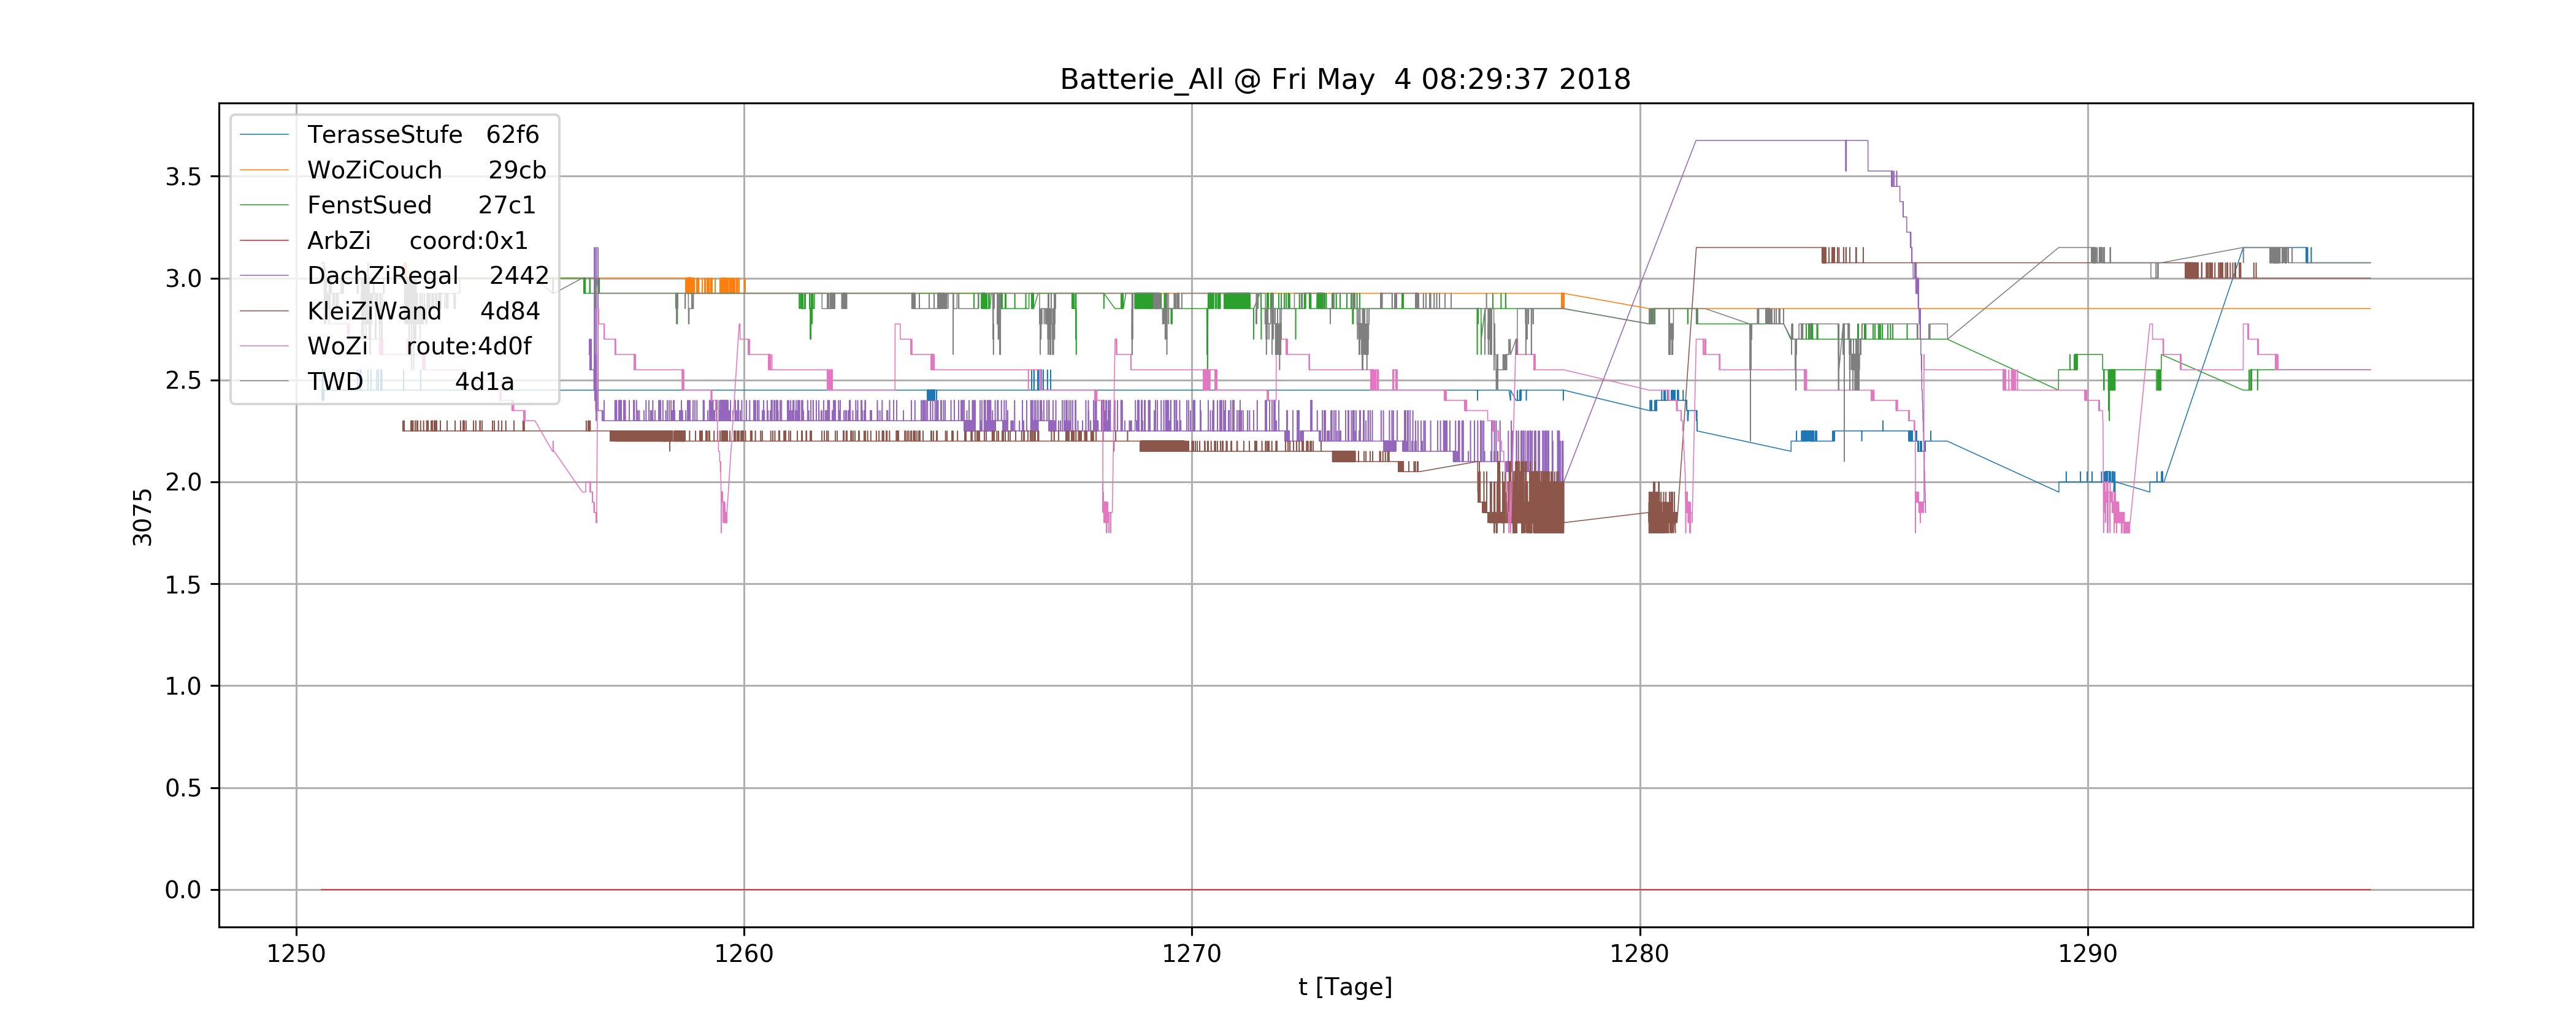 Batterie_All @ Fri May  4 08:29:37 2018
TerasseStufe   62f6
WoZiCouch      29cb
FenstSued      27c1
ArbZi     coord:0x1
DachZiRegal    2442
KleiZiWand     4d84
WoZi     route:4d0f
TWD            4d1a
3.5
3.0
2.5
2.0
1.5
1.0
0.5
0.0
3075
1250 1260 1270 1280 1290
t [Tage]